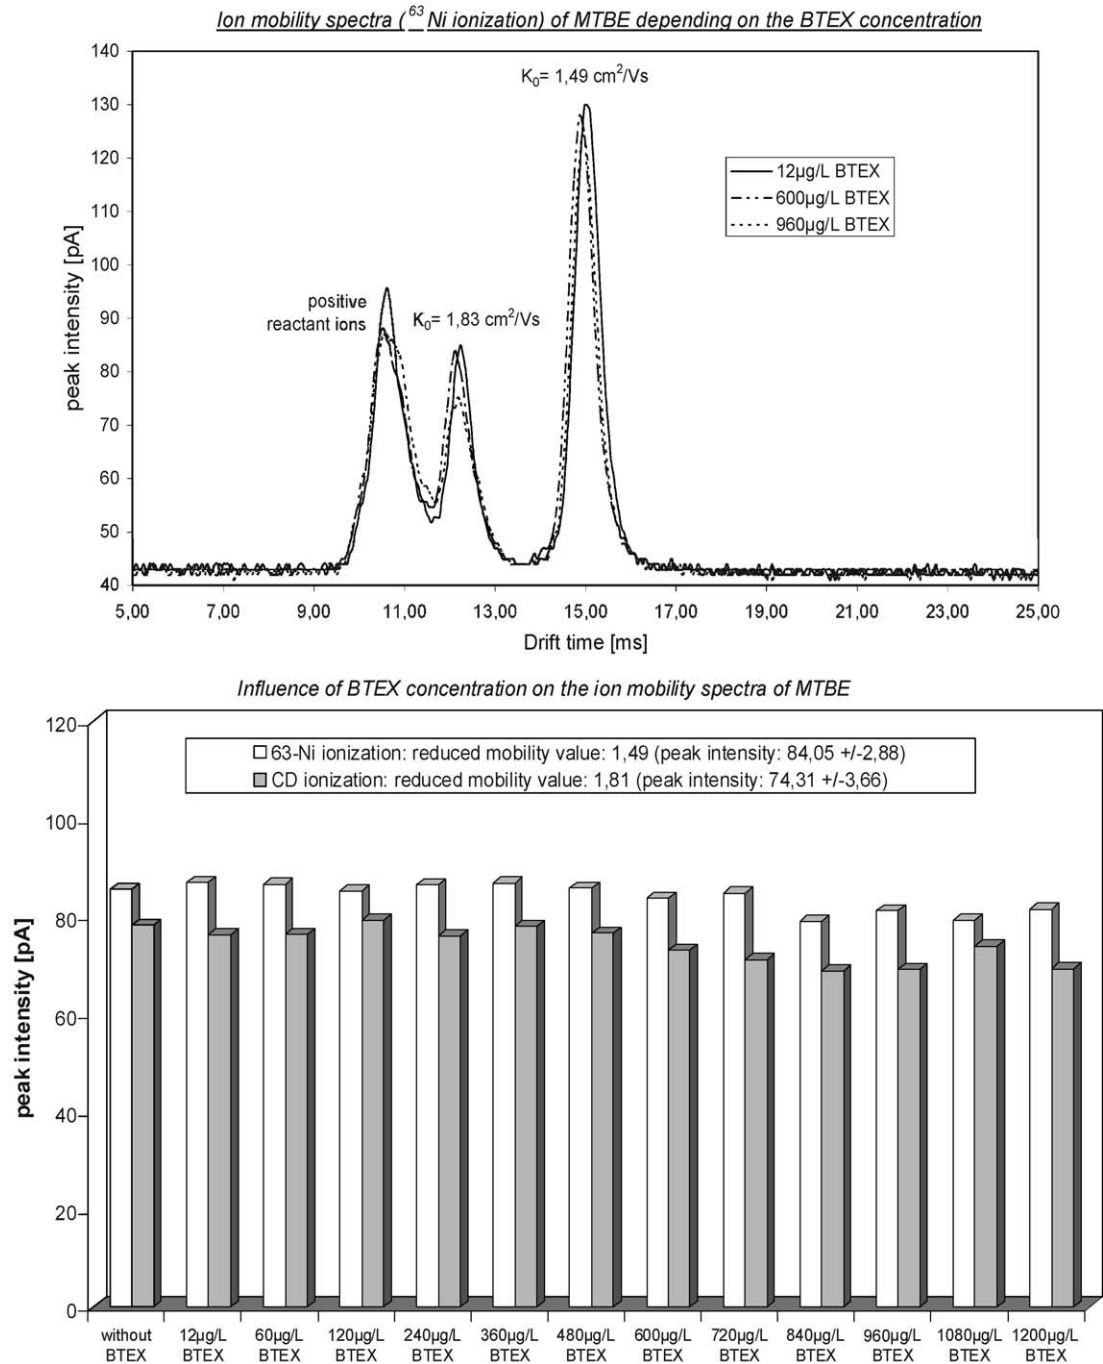 Ion mobility spectra (⁶³Ni ionization) of MTBE depending on the BTEX concentration
140
130
120
110
100
90
80
70
60
50
40
peak intensity [pA]
K₀= 1,49 cm²/Vs
12µg/L BTEX
600µg/L BTEX
960µg/L BTEX
positive
reactant ions
K₀= 1,83 cm²/Vs
5,00 7,00 9,00 11,00 13,00 15,00 17,00 19,00 21,00 23,00 25,00
Drift time [ms]
Influence of BTEX concentration on the ion mobility spectra of MTBE
63-Ni ionization: reduced mobility value: 1,49 (peak intensity: 84,05 +/-2,88)
CD ionization: reduced mobility value: 1,81 (peak intensity: 74,31 +/-3,66)
120
100
80
60
40
20
0
peak intensity [pA]
without 12µg/L 60µg/L 120µg/L 240µg/L 360µg/L 480µg/L 600µg/L 720µg/L 840µg/L 960µg/L 1080µg/L 1200µg/L
BTEX BTEX BTEX BTEX BTEX BTEX BTEX BTEX BTEX BTEX BTEX BTEX BTEX